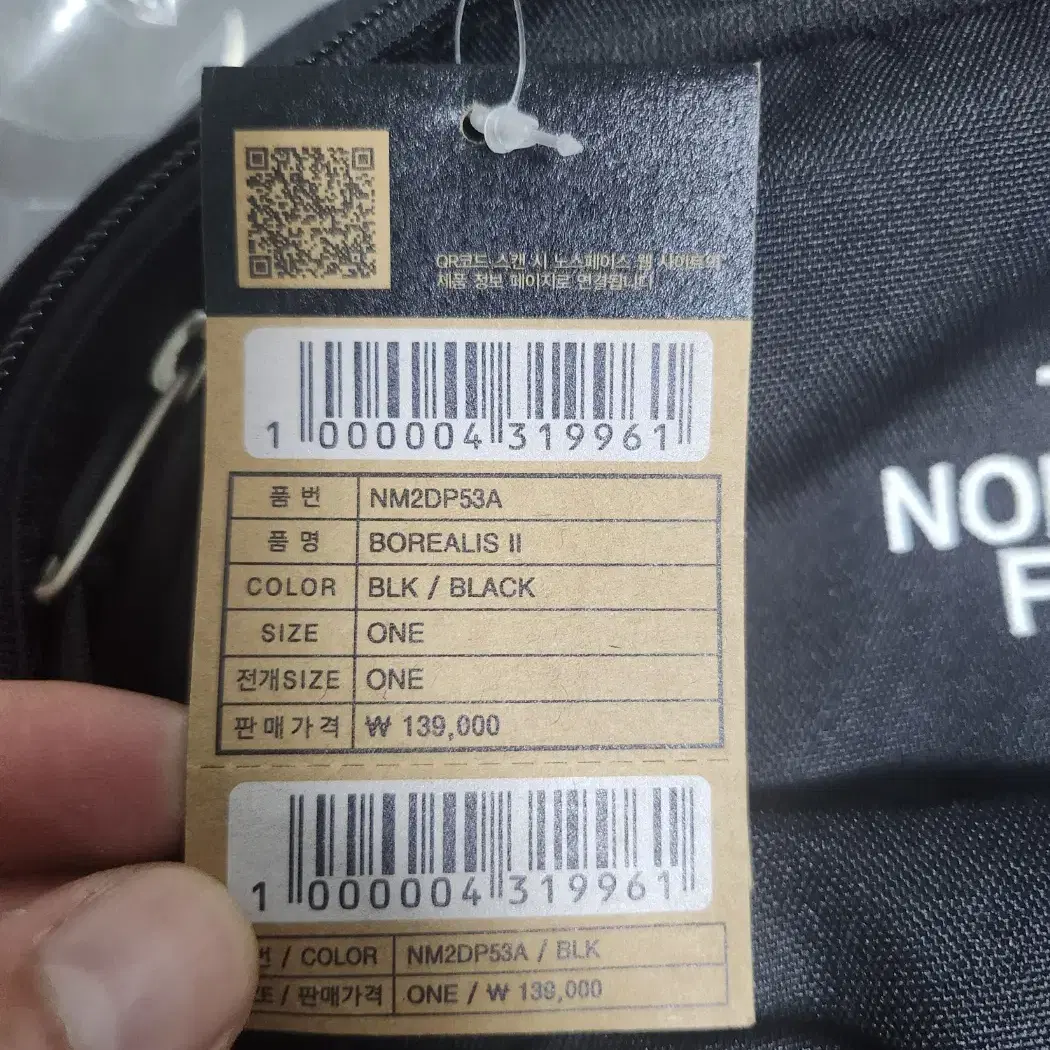 QR코드 스캔 시 노스페이스 웹 사이트의
제품 정보 페이지로 연결됩니다
1 000004 319961
품번 NM2DP53A
품명 BOREALIS II
COLOR BLK / BLACK
SIZE ONE
전개SIZE ONE
판매가격 ₩ 139,000
1 000004 319961
/ COLOR NM2DP53A / BLK
/ 판매가격 ONE / ₩ 139,000